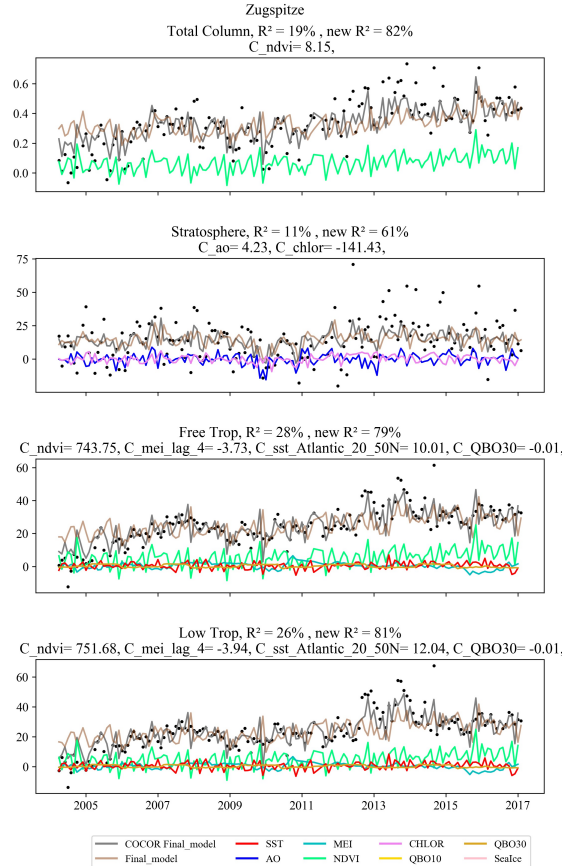 Zugspitze
Total Column, R² = 19% , new R² = 82%
C_ndvi= 8.15,
0.6
0.4
0.2
0.0
Stratosphere, R² = 11% , new R² = 61%
C_ao= 4.23, C_chlor= -141.43,
75
50
25
0
Free Trop, R² = 28% , new R² = 79%
C_ndvi= 743.75, C_mei_lag_4= -3.73, C_sst_Atlantic_20_50N= 10.01, C_QBO30= -0.01,
60
40
20
0
Low Trop, R² = 26% , new R² = 81%
C_ndvi= 751.68, C_mei_lag_4= -3.94, C_sst_Atlantic_20_50N= 12.04, C_QBO30= -0.01,
60
40
20
0
2005 2007 2009 2011 2013 2015 2017
COCOR Final_model SST MEI CHLOR QBO30
Final_model AO NDVI QBO10 SeaIce